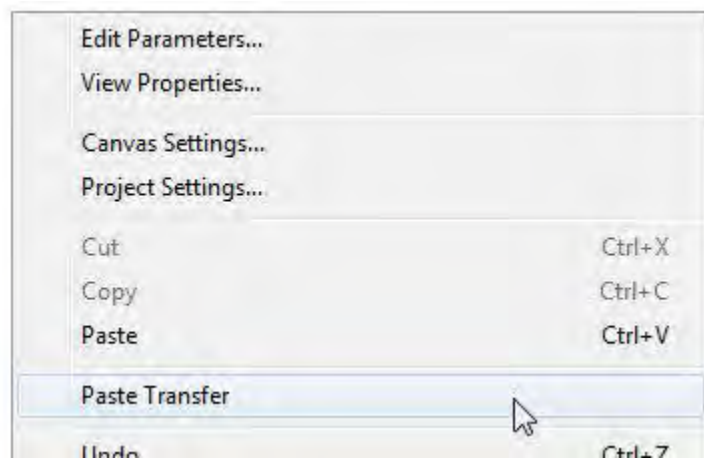 Edit Parameters...
View Properties...
Canvas Settings...
Project Settings...
Cut Ctrl+X
Copy Ctrl+C
Paste Ctrl+V
Paste Transfer
Undo Ctrl+Z